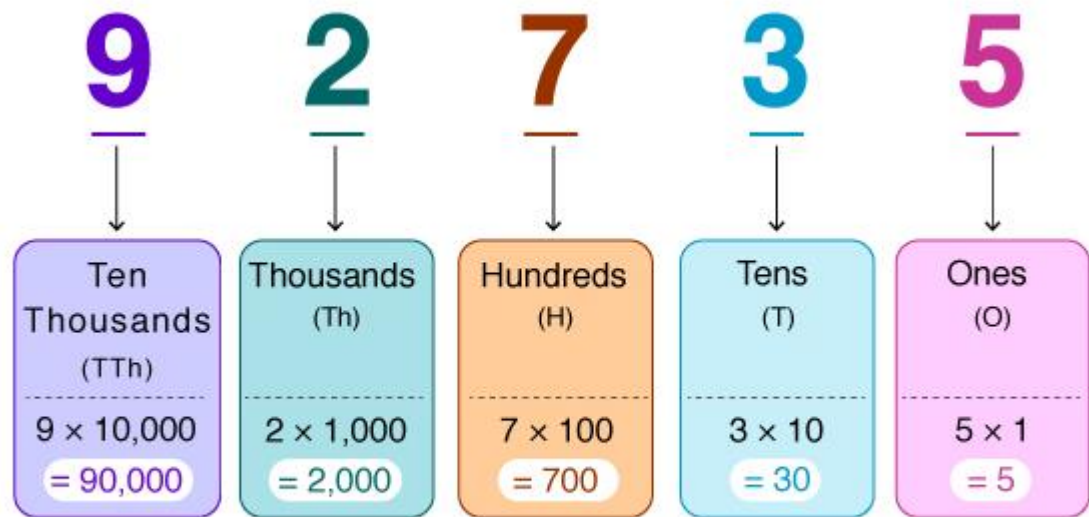 9 2 7 3 5
Ten
Thousands
(TTh)
9 × 10,000
= 90,000
Thousands
(Th)
2 × 1,000
= 2,000
Hundreds
(H)
7 × 100
= 700
Tens
(T)
3 × 10
= 30
Ones
(O)
5 × 1
= 5